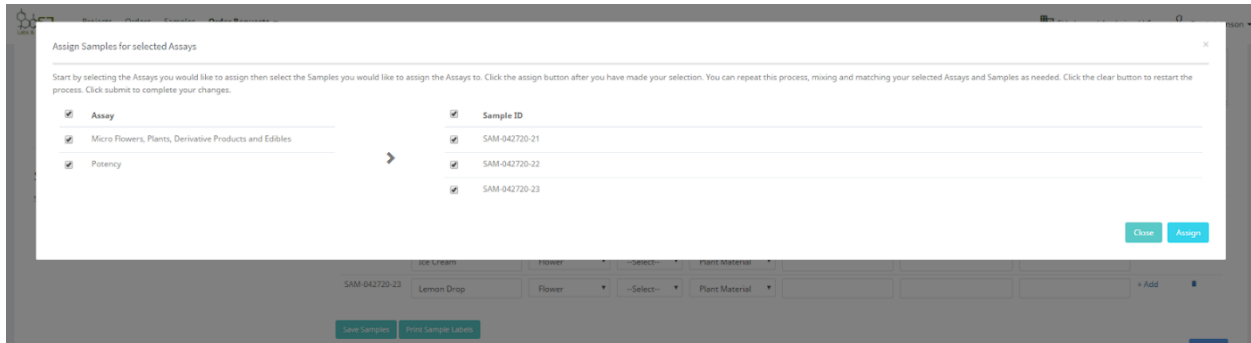 Projects Orders Samples Order Requests
Assign Samples for selected Assays
×
Start by selecting the Assays you would like to assign then select the Samples you would like to assign the Assays to. Click the assign button after you have made your selection. You can repeat this process, mixing and matching your selected Assays and Samples as needed. Click the clear button to restart the
process. Click submit to complete your changes.
Assay Sample ID
Micro Flowers, Plants, Derivative Products and Edibles SAM-042720-21
Potency > SAM-042720-22
SAM-042720-23
Close Assign
Ice Cream Flower --Select-- Plant Material
SAM-042720-23 Lemon Drop Flower --Select-- Plant Material + Add
Save Samples Print Sample Labels